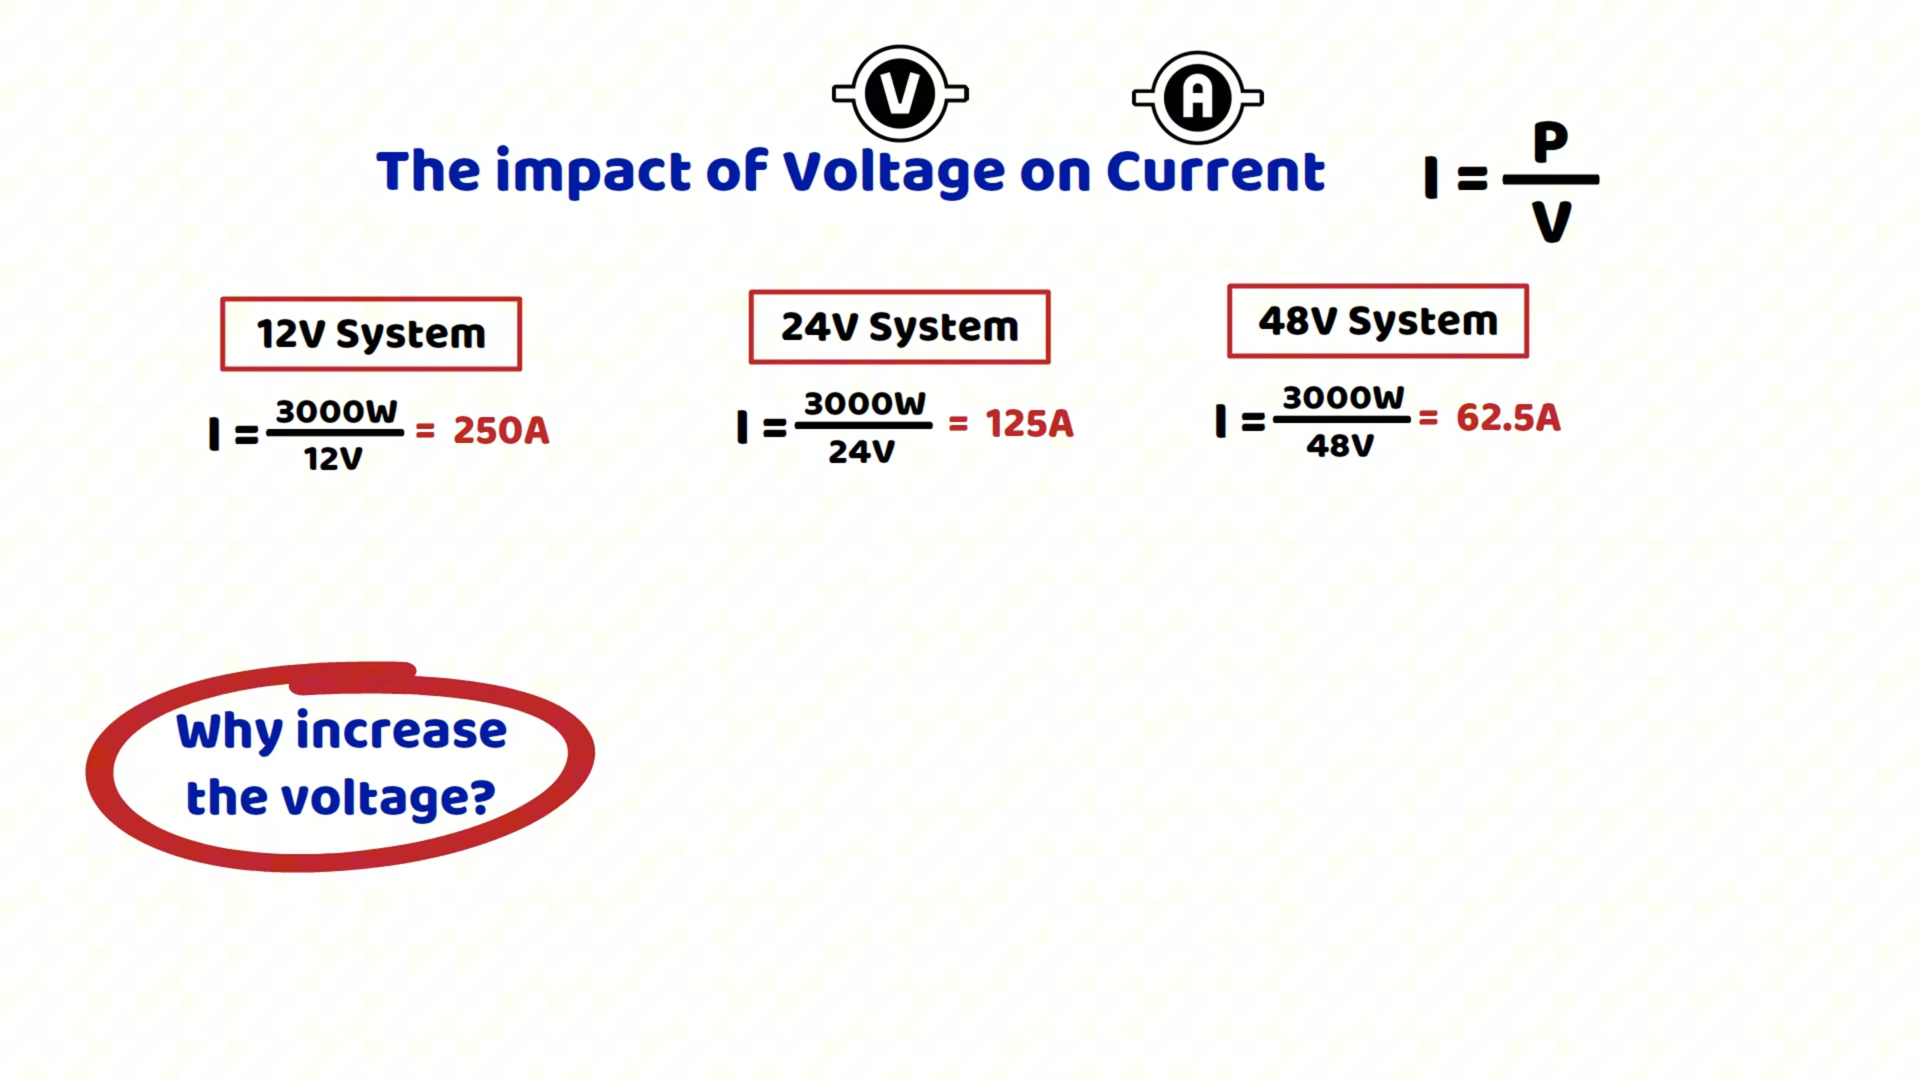 V A
The impact of Voltage on Current
I = P
V
12V System
24V System
48V System
I = 3000W = 250A
12V
I = 3000W = 125A
24V
I = 3000W = 62.5A
48V
Why increase
the voltage?